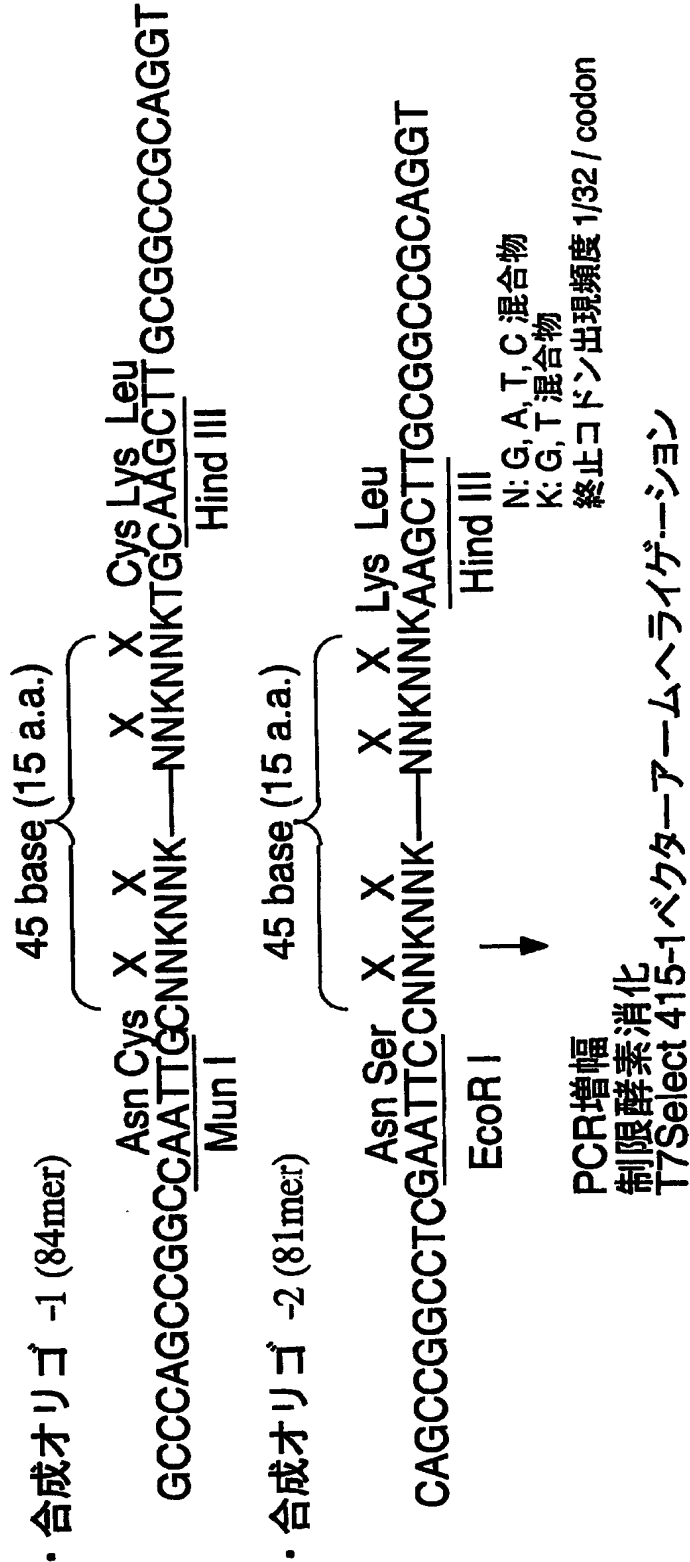 ・合成オリゴ -1 (84mer)
45 base (15 a.a.)
Asn Cys X X X X Cys Lys Leu
GCCCAGCCGGCCAATTGCNNKNNK—NNKNNKTGCAAGCTTGCGGCCGCAGGT
Mun I Hind III
・合成オリゴ -2 (81mer)
45 base (15 a.a.)
Asn Ser X X X X Lys Leu
CAGCCGGCCTCGAATTCCNNKNNK—NNKNNKAAGCTTGCGGCCGCAGGT
EcoR I Hind III
N: G, A, T, C 混合物
K: G, T 混合物
終止コドン出現頻度 1/32 / codon
PCR増幅
制限酵素消化
T7Select 415-1ベクターアームへライゲーション